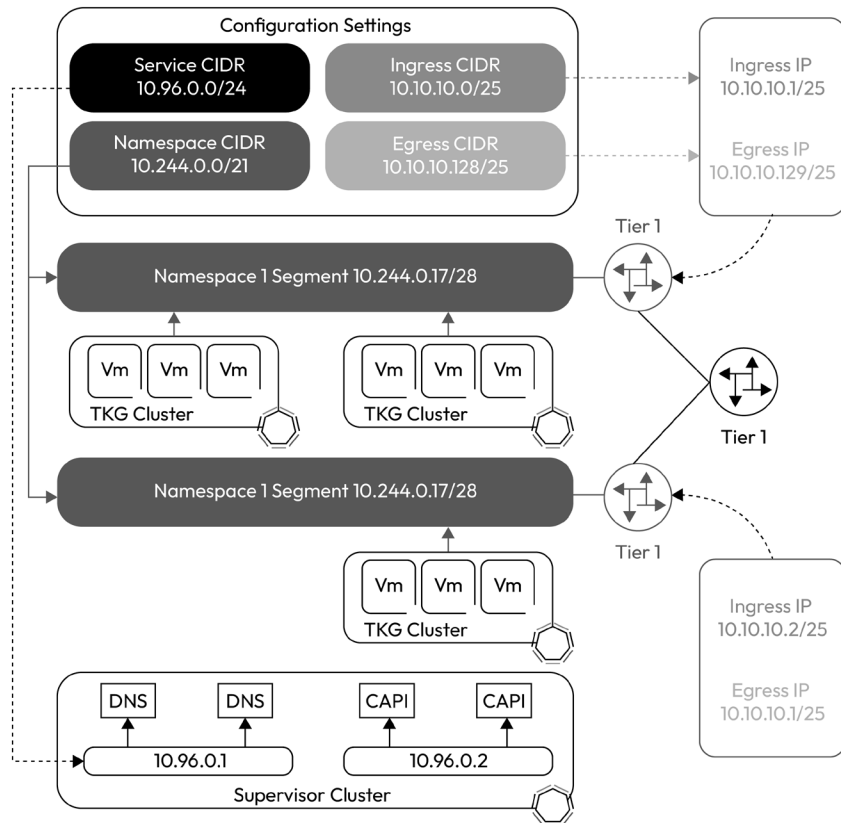 Configuration Settings
Service CIDR
10.96.0.0/24
Ingress CIDR
10.10.10.0/25
Namespace CIDR
10.244.0.0/21
Egress CIDR
10.10.10.128/25
Ingress IP
10.10.10.1/25
Egress IP
10.10.10.129/25
Tier 1
Namespace 1 Segment 10.244.0.17/28
Vm Vm Vm
TKG Cluster
Vm Vm Vm
TKG Cluster
Tier 1
Namespace 1 Segment 10.244.0.17/28
Tier 1
Vm Vm Vm
TKG Cluster
Ingress IP
10.10.10.2/25
Egress IP
10.10.10.1/25
DNS DNS CAPI CAPI
10.96.0.1 10.96.0.2
Supervisor Cluster